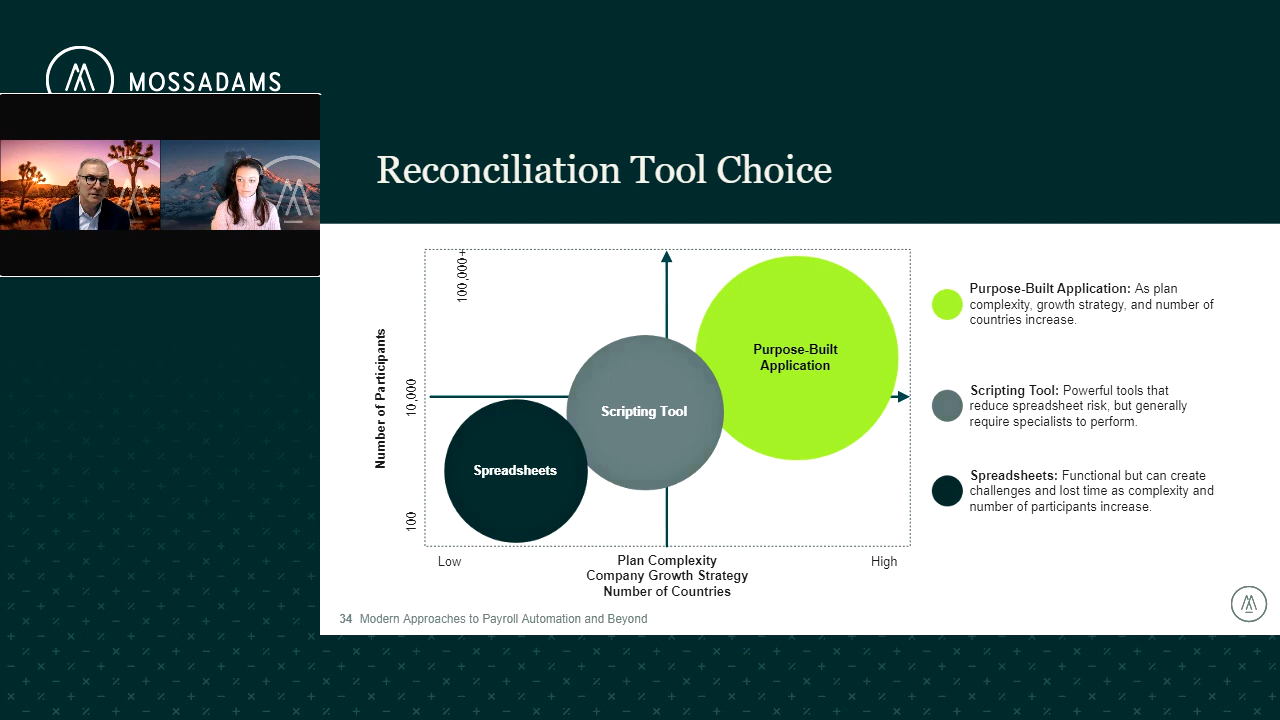 MOSSADAMS
Reconciliation Tool Choice
100,000+
10,000
100
Number of Participants
Purpose-Built
Application
Scripting Tool
Spreadsheets
Low
Plan Complexity
Company Growth Strategy
Number of Countries
High
Purpose-Built Application: As plan
complexity, growth strategy, and number of
countries increase.
Scripting Tool: Powerful tools that
reduce spreadsheet risk, but generally
require specialists to perform.
Spreadsheets: Functional but can create
challenges and lost time as complexity and
number of participants increase.
34 Modern Approaches to Payroll Automation and Beyond